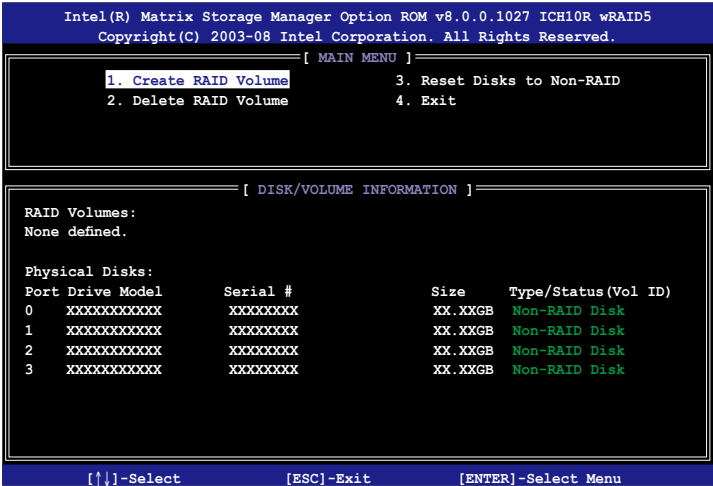 Intel(R) Matrix Storage Manager Option ROM v8.0.0.1027 ICH10R wRAID5
Copyright(C) 2003-08 Intel Corporation. All Rights Reserved.
[ MAIN MENU ]
1. Create RAID Volume 3. Reset Disks to Non-RAID
2. Delete RAID Volume 4. Exit
[ DISK/VOLUME INFORMATION ]
RAID Volumes:
None defined.
Physical Disks:
Port Drive Model Serial # Size Type/Status(Vol ID)
0 XXXXXXXXXXX XXXXXXXX XX.XXGB Non-RAID Disk
1 XXXXXXXXXXX XXXXXXXX XX.XXGB Non-RAID Disk
2 XXXXXXXXXXX XXXXXXXX XX.XXGB Non-RAID Disk
3 XXXXXXXXXXX XXXXXXXX XX.XXGB Non-RAID Disk
[↑↓]-Select [ESC]-Exit [ENTER]-Select Menu